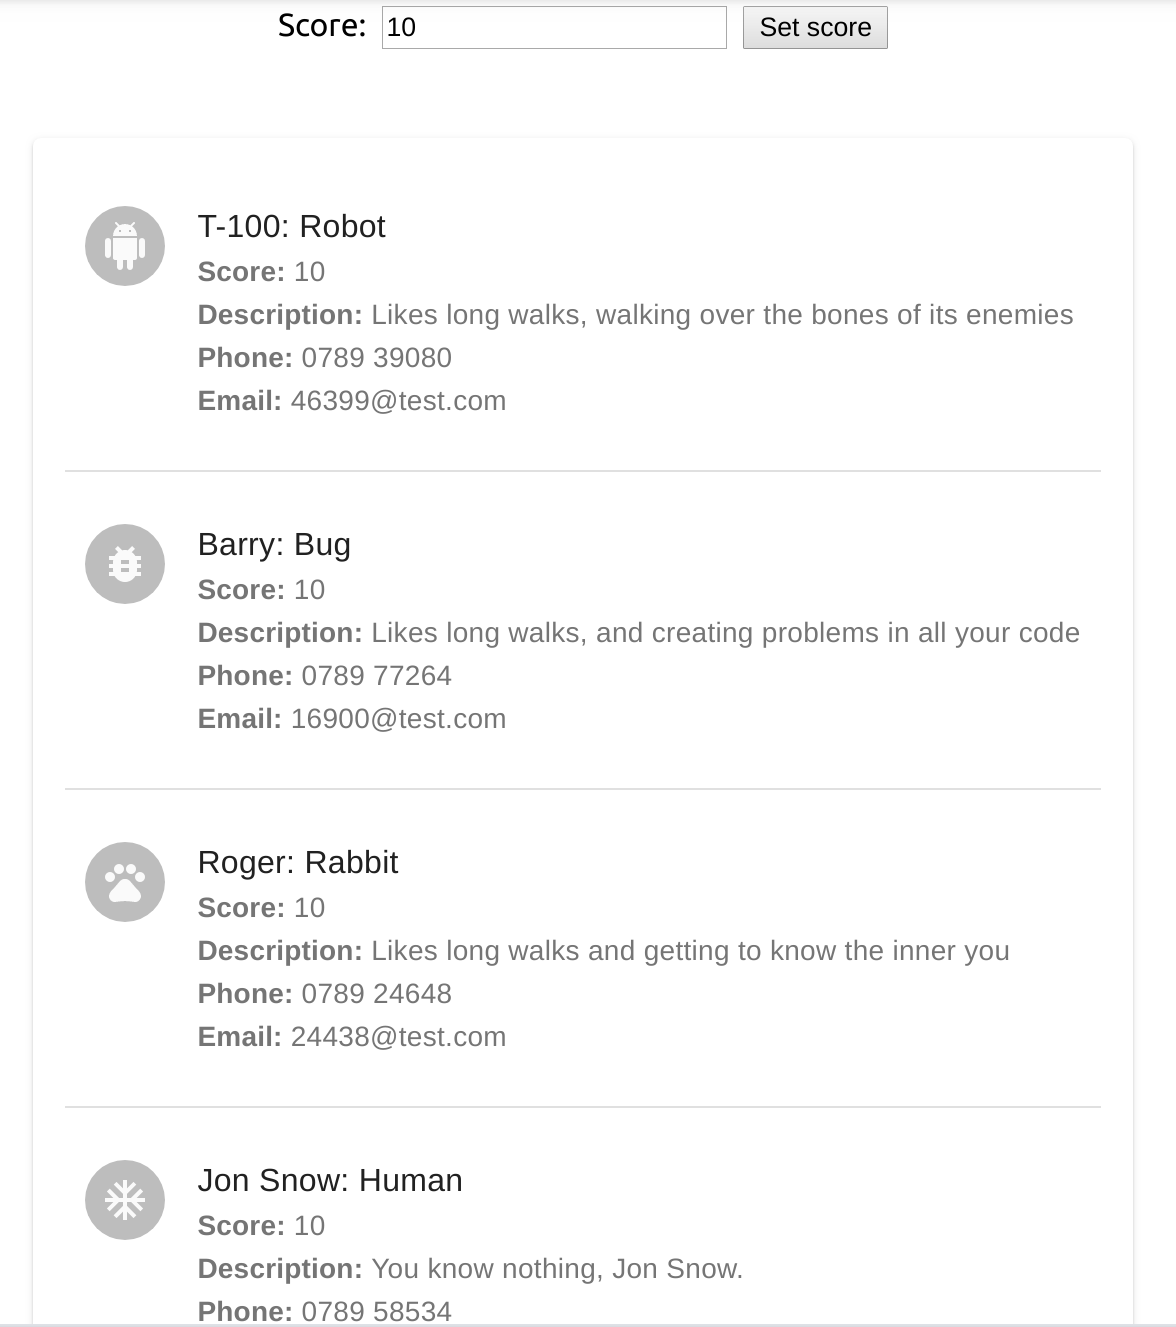 Score: 10 Set score
T-100: Robot
Score: 10
Description: Likes long walks, walking over the bones of its enemies
Phone: 0789 39080
Email: 46399@test.com
Barry: Bug
Score: 10
Description: Likes long walks, and creating problems in all your code
Phone: 0789 77264
Email: 16900@test.com
Roger: Rabbit
Score: 10
Description: Likes long walks and getting to know the inner you
Phone: 0789 24648
Email: 24438@test.com
Jon Snow: Human
Score: 10
Description: You know nothing, Jon Snow.
Phone: 0789 58534